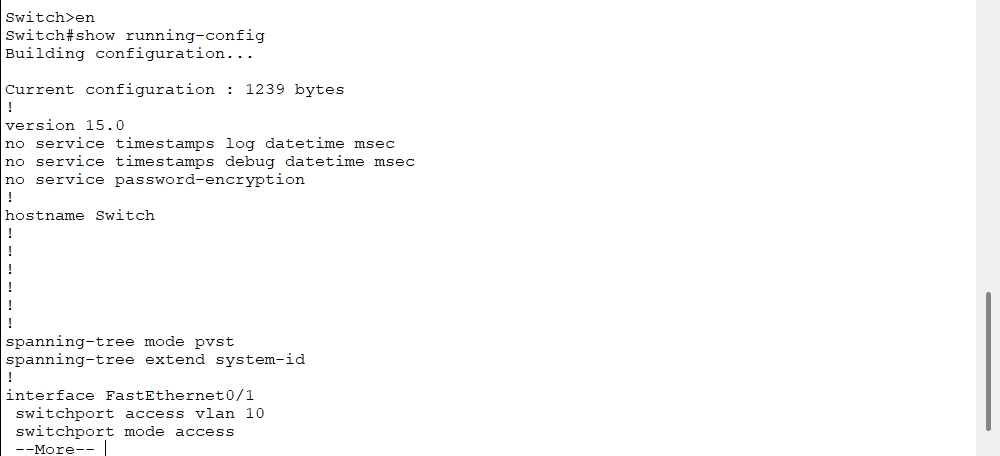 Switch>en
Switch#show running-config
Building configuration...
Current configuration : 1239 bytes
!
version 15.0
no service timestamps log datetime msec
no service timestamps debug datetime msec
no service password-encryption
!
hostname Switch
!
!
!
!
!
!
spanning-tree mode pvst
spanning-tree extend system-id
!
interface FastEthernet0/1
 switchport access vlan 10
 switchport mode access
 --More--